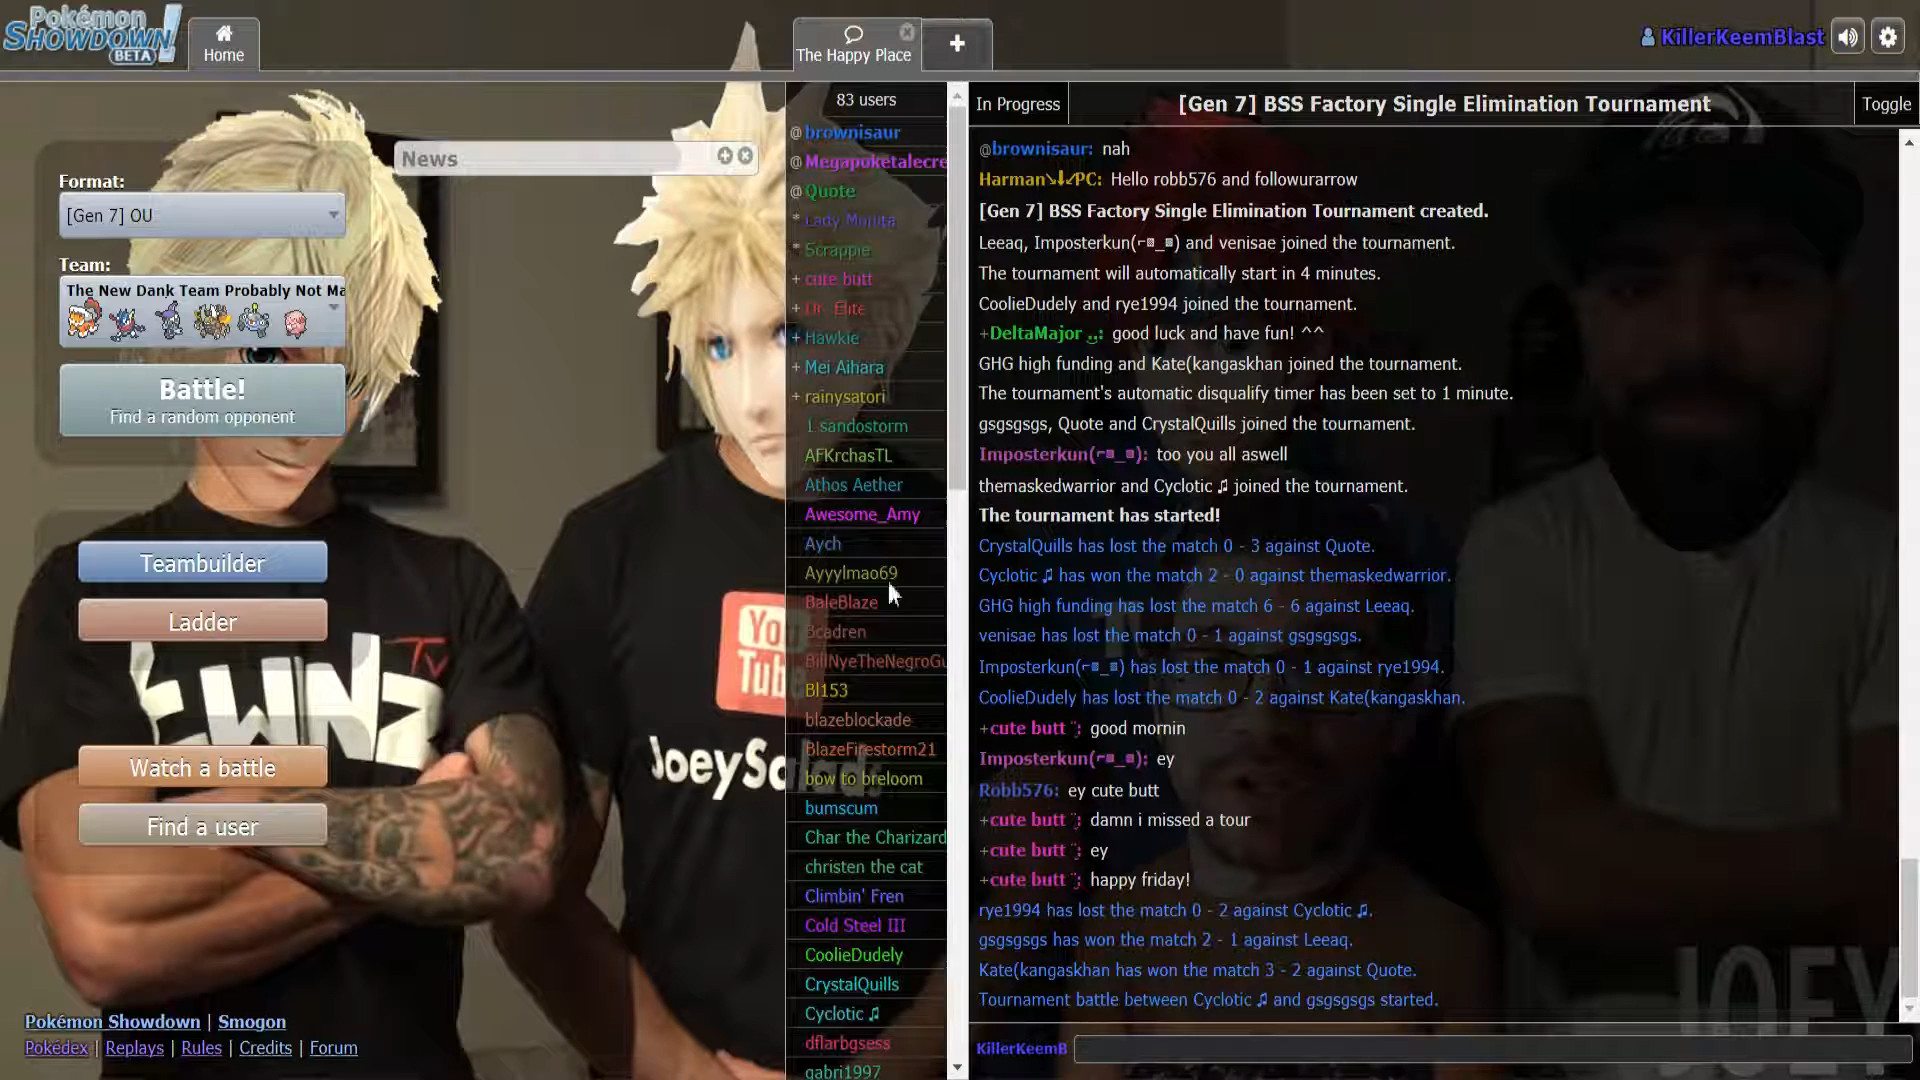 Pokémon
SHOWDOWN!
BETA
Home
The Happy Place
KillerKeemBlast
Format:
[Gen 7] OU
Team:
The New Dank Team Probably Not Ma
Battle!
Find a random opponent
News
Teambuilder
Ladder
Watch a battle
Find a user
Pokémon Showdown | Smogon
Pokédex | Replays | Rules | Credits | Forum
Tv
You
Tub
JoeySalads
83 users
@brownisaur
@Megapoketalecre
@Quote
*Lady Monita
*Scrappie
+cute butt
+Dr. Elite
+Hawkie
+Mei Aihara
+rainysatori
1 sandostorm
AFKrchasTL
Athos Aether
Awesome_Amy
Aych
Ayyylmao69
BaleBlaze
Bcadren
BillNyeTheNegroGu
Bl153
blazeblockade
BlazeFirestorm21
bow to breloom
bumscum
Char the Charizard
christen the cat
Climbin' Fren
Cold Steel III
CoolieDudely
CrystalQuills
Cyclotic ♫
dflarbgsess
gabri1997
In Progress
[Gen 7] BSS Factory Single Elimination Tournament
Toggle
@brownisaur: nah
Harman↘⬇↙PC: Hello robb576 and followurarrow
[Gen 7] BSS Factory Single Elimination Tournament created.
Leeaq, Imposterkun(⌐■_■) and venisae joined the tournament.
The tournament will automatically start in 4 minutes.
CoolieDudely and rye1994 joined the tournament.
+DeltaMajor ..: good luck and have fun! ^^
GHG high funding and Kate(kangaskhan joined the tournament.
The tournament's automatic disqualify timer has been set to 1 minute.
gsgsgsgs, Quote and CrystalQuills joined the tournament.
Imposterkun(⌐■_■): too you all aswell
themaskedwarrior and Cyclotic ♫ joined the tournament.
The tournament has started!
CrystalQuills has lost the match 0 - 3 against Quote.
Cyclotic ♫ has won the match 2 - 0 against themaskedwarrior.
GHG high funding has lost the match 6 - 6 against Leeaq.
venisae has lost the match 0 - 1 against gsgsgsgs.
Imposterkun(⌐■_■) has lost the match 0 - 1 against rye1994.
CoolieDudely has lost the match 0 - 2 against Kate(kangaskhan.
+cute butt ¨: good mornin
Imposterkun(⌐■_■): ey
Robb576: ey cute butt
+cute butt ¨: damn i missed a tour
+cute butt ¨: ey
+cute butt ¨: happy friday!
rye1994 has lost the match 0 - 2 against Cyclotic ♫.
gsgsgsgs has won the match 2 - 1 against Leeaq.
Kate(kangaskhan has won the match 3 - 2 against Quote.
Tournament battle between Cyclotic ♫ and gsgsgsgs started.
JOEY
KillerKeemB